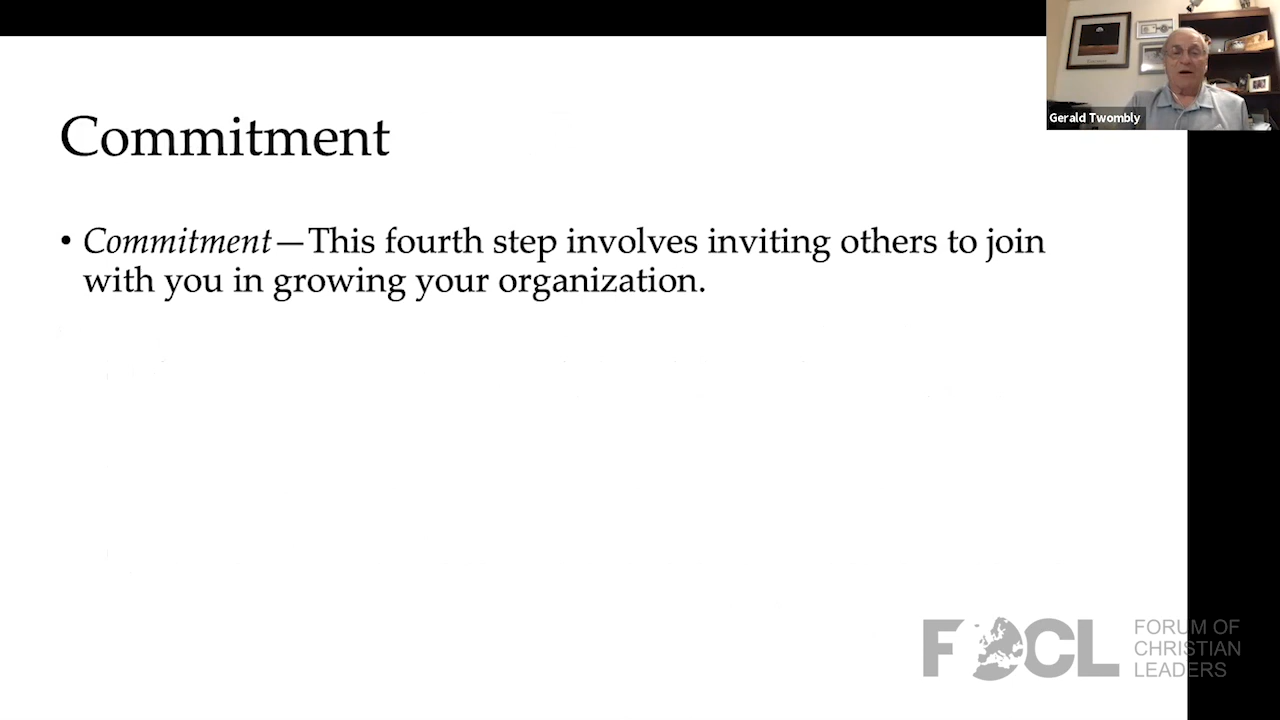 Commitment
• Commitment—This fourth step involves inviting others to join
with you in growing your organization.
Gerald Twombly
FOCL
FORUM OF
CHRISTIAN
LEADERS